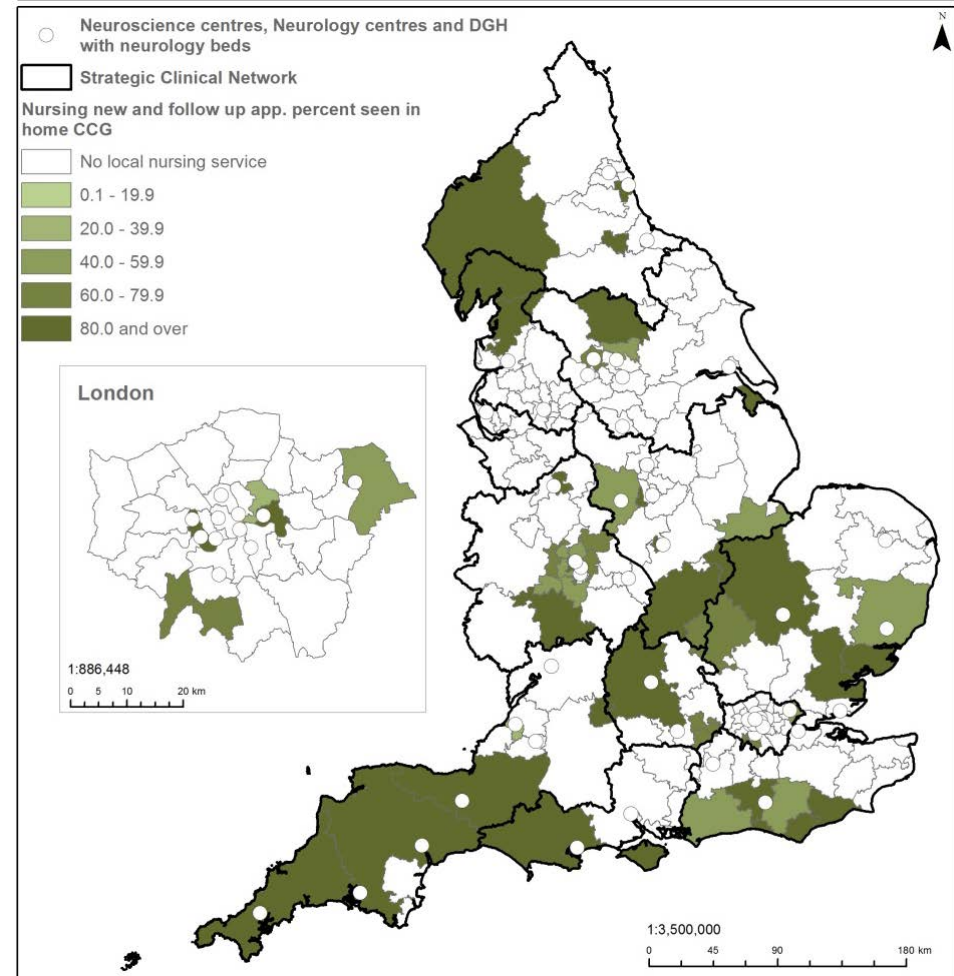 Neuroscience centres, Neurology centres and DGH
with neurology beds
Strategic Clinical Network
Nursing new and follow up app. percent seen in
home CCG
No local nursing service
0.1 - 19.9
20.0 - 39.9
40.0 - 59.9
60.0 - 79.9
80.0 and over
N
London
1:886,448
0 5 10 20 km
1:3,500,000
0 45 90 180 km